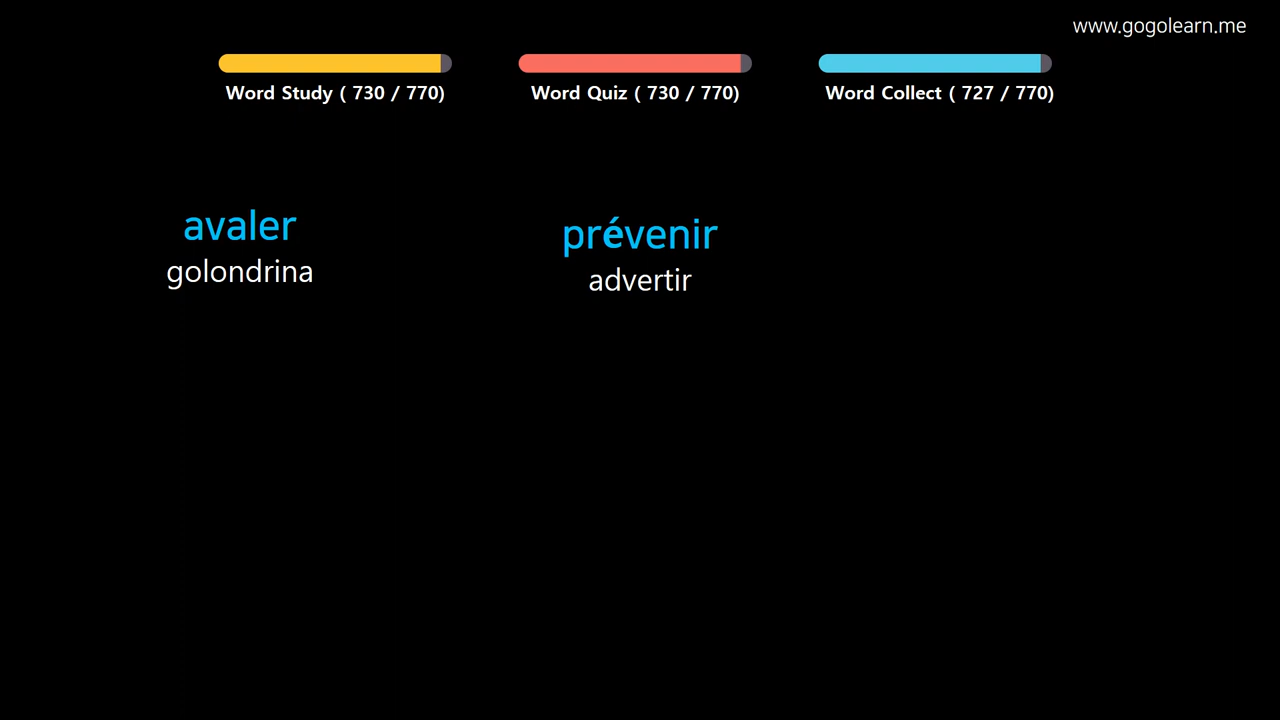 www.gogolearn.me
Word Study ( 730 / 770)
Word Quiz ( 730 / 770)
Word Collect ( 727 / 770)
avaler
golondrina
prévenir
advertir